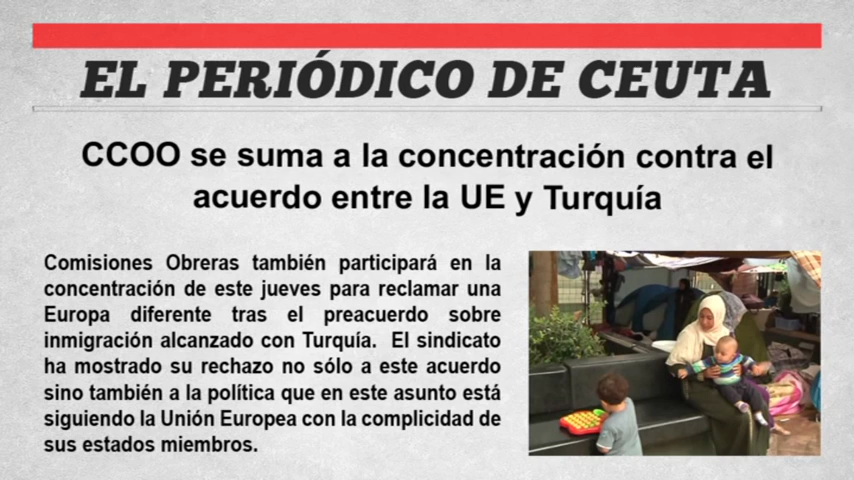 EL PERIÓDICO DE CEUTA
CCOO se suma a la concentración contra el
acuerdo entre la UE y Turquía
Comisiones Obreras también participará en la
concentración de este jueves para reclamar una
Europa diferente tras el preacuerdo sobre
inmigración alcanzado con Turquía. El sindicato
ha mostrado su rechazo no sólo a este acuerdo
sino también a la política que en este asunto está
siguiendo la Unión Europea con la complicidad de
sus estados miembros.